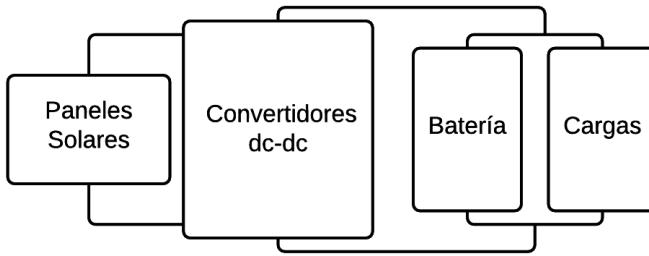 Paneles
Solares
Convertidores
dc-dc
Batería
Cargas